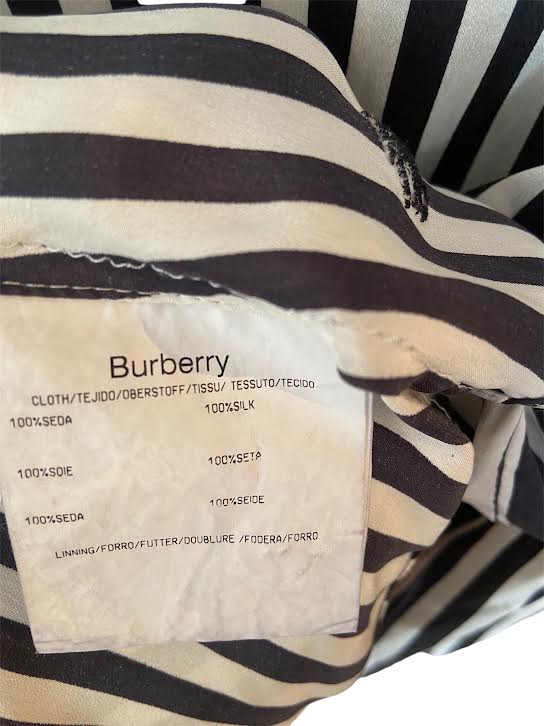 Burberry
CLOTH/TEJIDO/OBERSTOFF/TISSU/ TESSUTO/TECIDO
100%SEDA 100%SILK
100%SOIE 100%SETA
100%SEDA 100%SEIDE
LINNING/FORRO/FUTTER/DOUBLURE /FODERA/FORRO